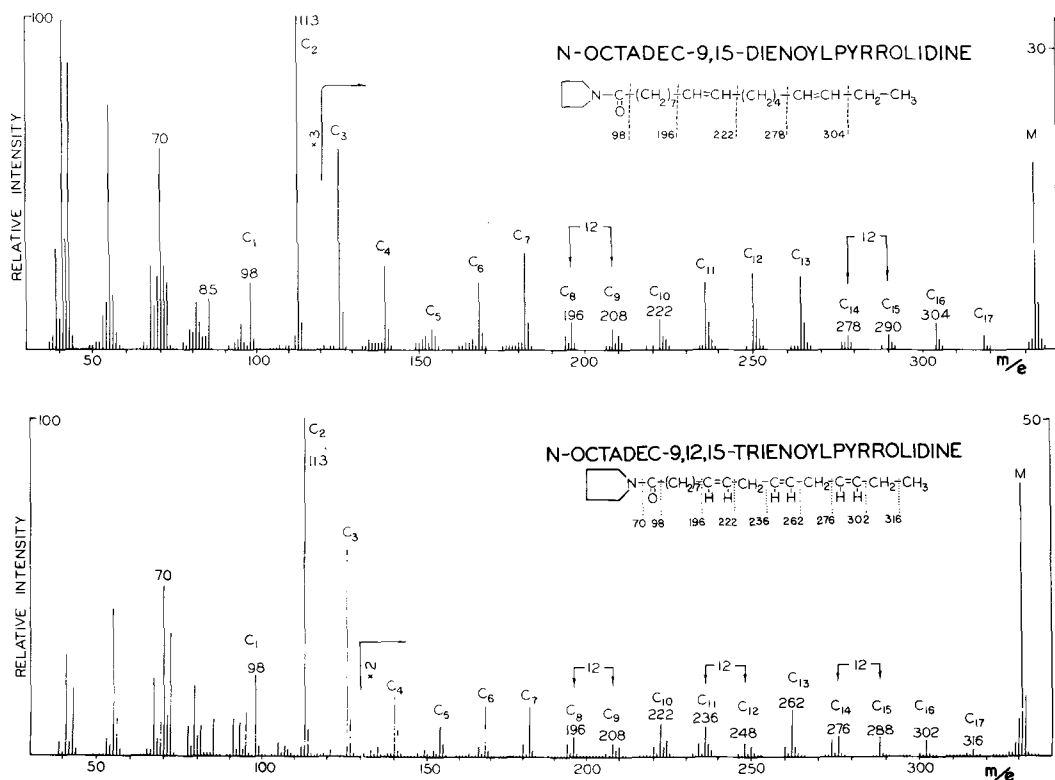 100
113
C2
N-OCTADEC-9,15-DIENOYLPYRROLIDINE
30
N-C-(CH2)7-CH=CH-(CH2)4-CH=CH-CH2-CH3
O
98 196 222 278 304
M
×3
C3
70
RELATIVE INTENSITY
C1
98
85
C4
C5
C6
C7
12
C8
196
C9
208
C10
222
C11
C12
C13
12
C14
278
C15
290
C16
304
C17
50 100 150 200 250 300 m/e
100
C2
113
N-OCTADEC-9,12,15-TRIENOYLPYRROLIDINE
50
N-C-(CH2)7-C=C-CH2-C=C-CH2-C=C-CH2-CH3
O H H H H H H
70 98 196 222 236 262 276 302 316
M
C3
70
RELATIVE INTENSITY
C1
98
×2
C4
C5
C6
C7
12
C8
196
C9
208
C10
222
12
C11
236
C12
248
C13
262
12
C14
276
C15
288
C16
302
C17
316
50 100 150 200 250 300 m/e